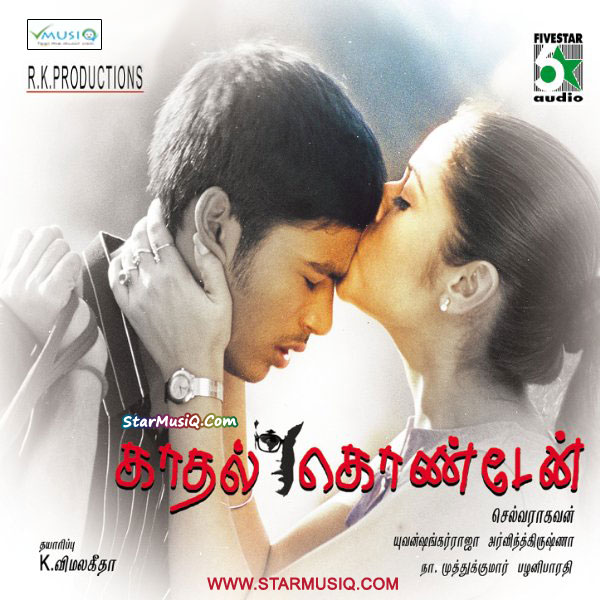 VMUSIQ
R.K.PRODUCTIONS
FIVESTAR
audio
StarMusiQ.Com
காதல் கொண்டேன்
செல்வராகவன்
யுவன்ஷங்கர்ராஜா அர்விந்த்கிருஷ்ணா
நா. முத்துக்குமார் பழனிபாரதி
தயாரிப்பு
K.விமலகீதா
WWW.STARMUSIQ.COM